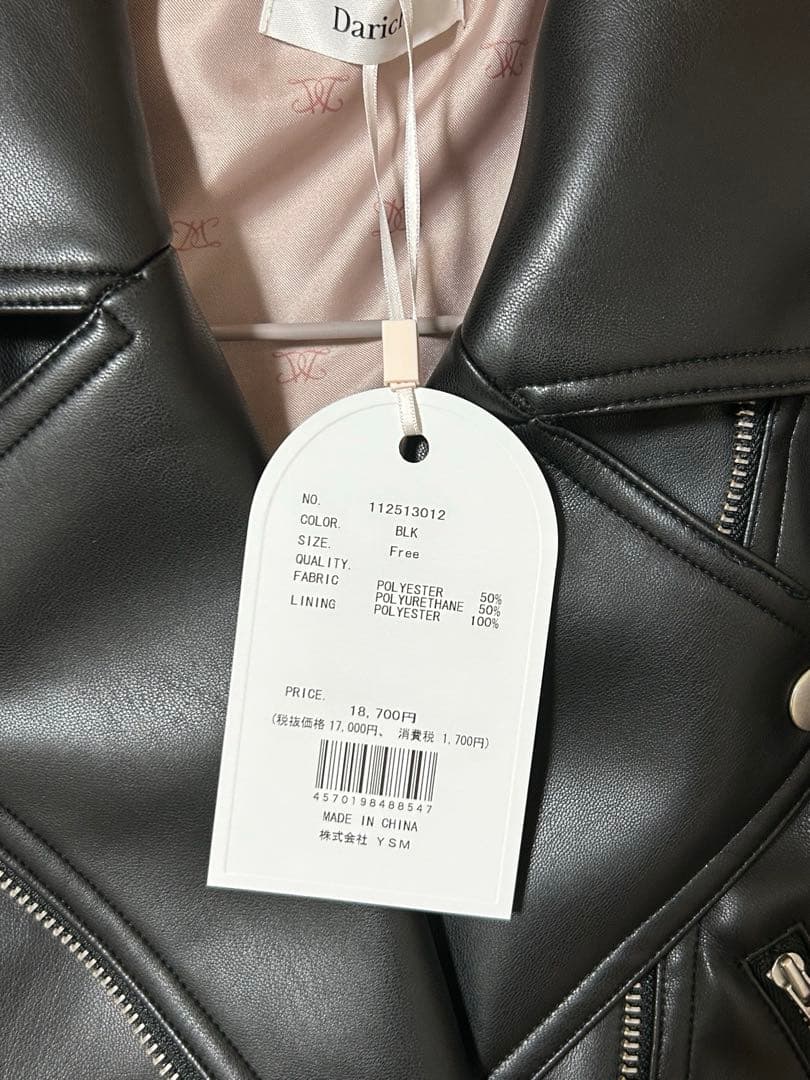 Darich
NO. 112513012
COLOR. BLK
SIZE. Free
QUALITY.
FABRIC POLYESTER 50%
POLYURETHANE 50%
LINING POLYESTER 100%
PRICE.
18,700円
(税抜価格 17,000円、 消費税 1,700円)
4570198488547
MADE IN CHINA
株式会社 YSM